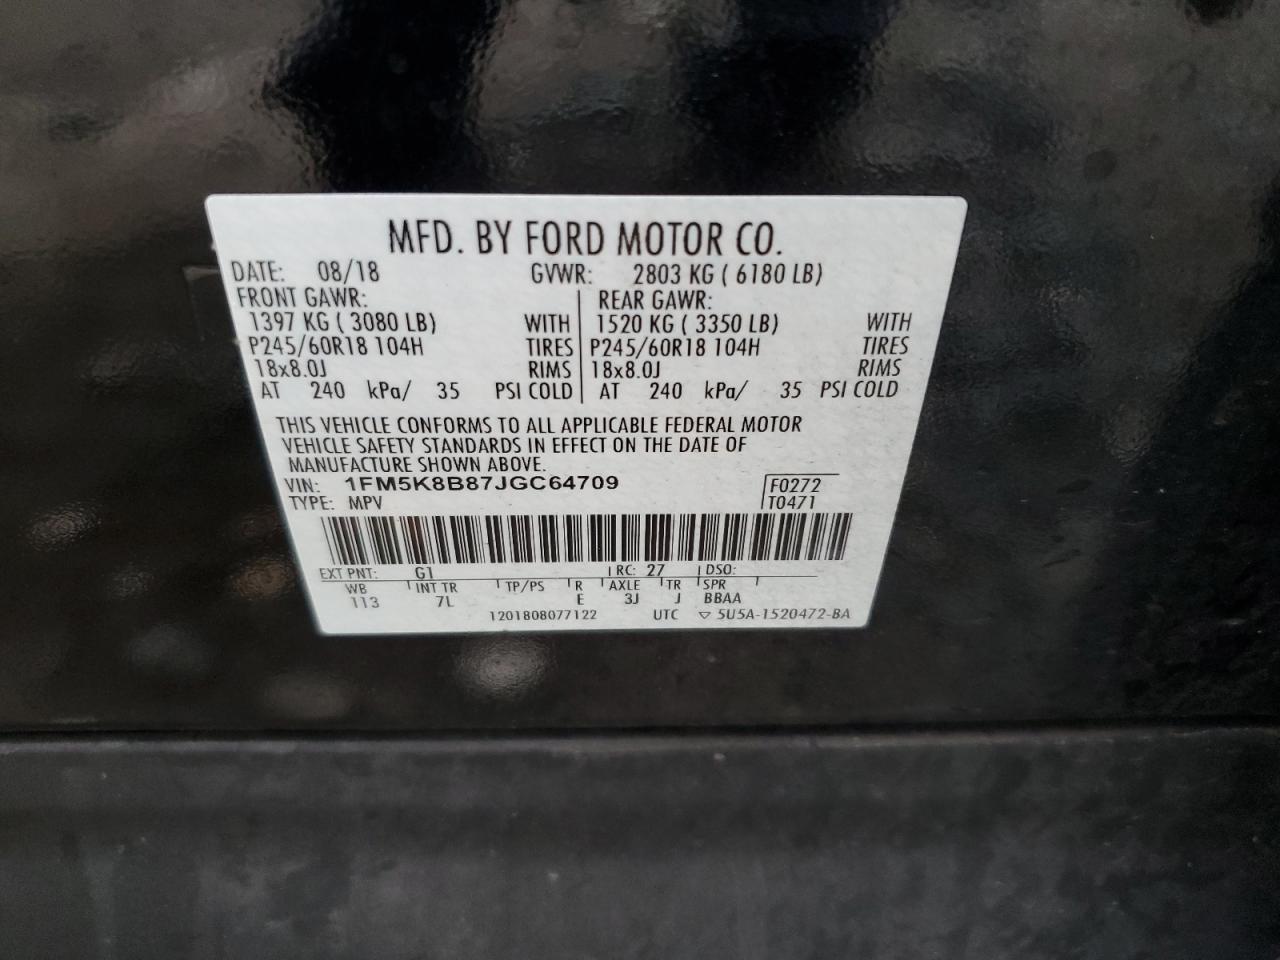 MFD. BY FORD MOTOR CO.
DATE: 08/18 GVWR: 2803 KG ( 6180 LB)
FRONT GAWR: REAR GAWR:
1397 KG ( 3080 LB) WITH 1520 KG ( 3350 LB) WITH
P245/60R18 104H TIRES P245/60R18 104H TIRES
18x8.0J RIMS 18x8.0J RIMS
AT 240 kPa/ 35 PSI COLD AT 240 kPa/ 35 PSI COLD
THIS VEHICLE CONFORMS TO ALL APPLICABLE FEDERAL MOTOR
VEHICLE SAFETY STANDARDS IN EFFECT ON THE DATE OF
MANUFACTURE SHOWN ABOVE.
VIN: 1FM5K8B87JGC64709 F0272
TYPE: MPV T0471
EXT PNT: G1 RC: 27 DSO:
WB INT TR TP/PS R AXLE TR SPR
113 7L E 3J J BBAA
1201808077122 UTC ▽ 5U5A-1520472-BA